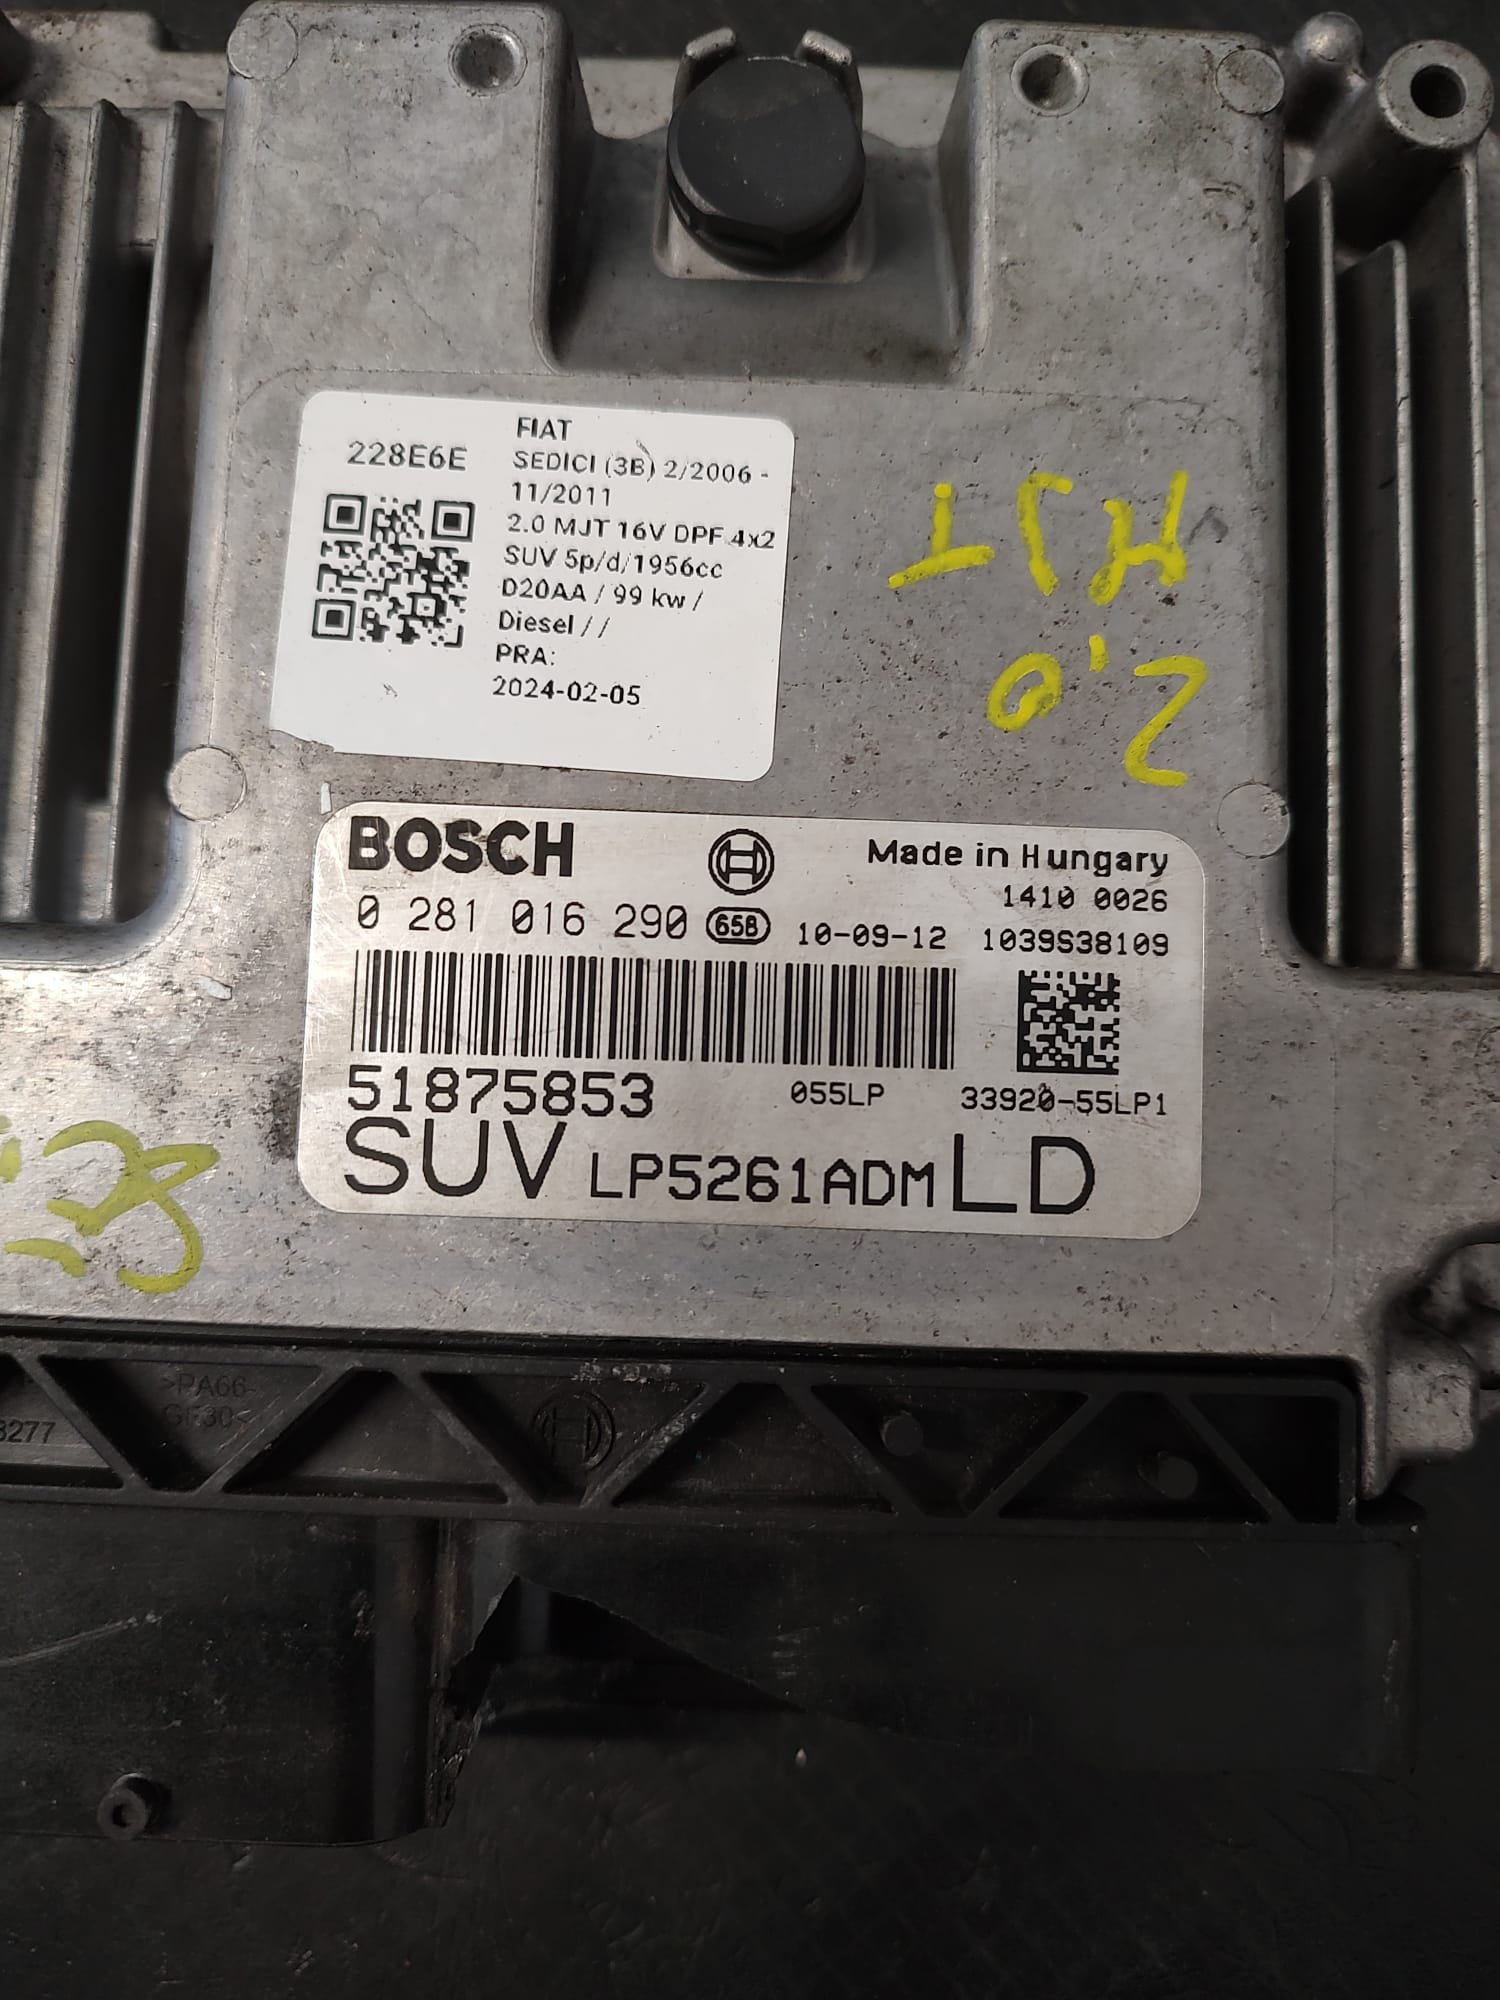 FIAT
228E6E
SEDICI (3B) 2/2006 -
11/2011
2.0 MJT 16V DPF 4x2
SUV 5p/d/1956cc
D20AA / 99 kw /
Diesel / /
PRA:
2024-02-05
2.0
MJT
BOSCH
Made in Hungary
1410 0026
0 281 016 290 65B 10-09-12 1039S38109
51875853 055LP 33920-55LP1
SUV LP5261ADM LD
>PA66-
GF30<
3277